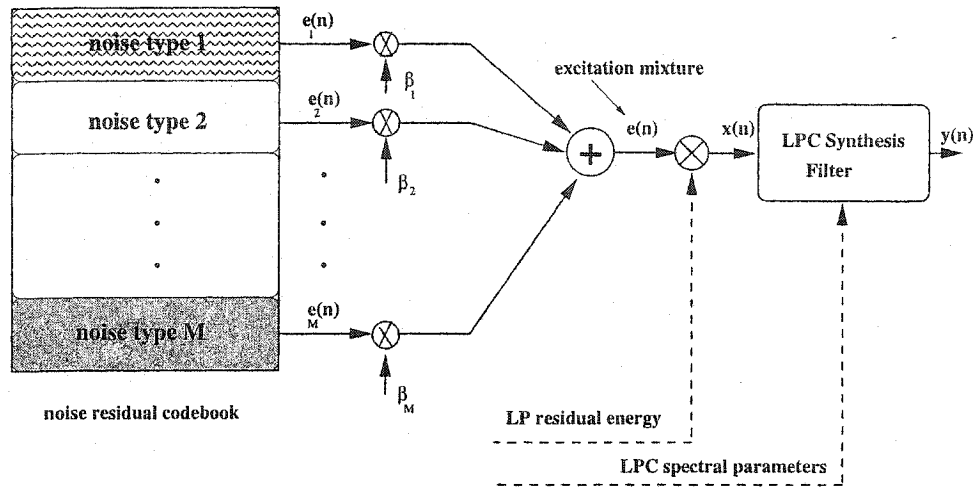 noise type 1
e(n)
1
β
1
noise type 2
e(n)
2
β
2
excitation mixture
e(n)
x(n)
LPC Synthesis
Filter
y(n)
noise type M
e(n)
M
β
M
noise residual codebook
LP residual energy
LPC spectral parameters